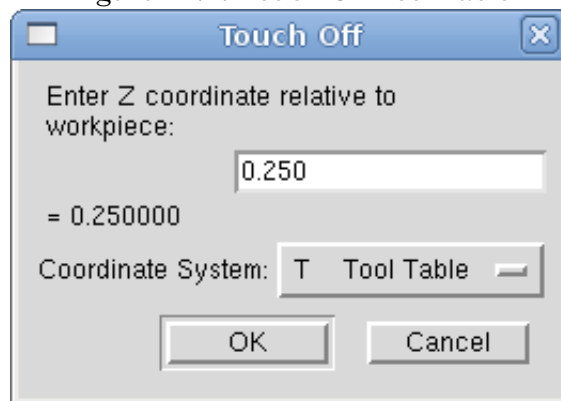 Touch Off
Enter Z coordinate relative to
workpiece:
0.250
= 0.250000
Coordinate System: T Tool Table
OK Cancel